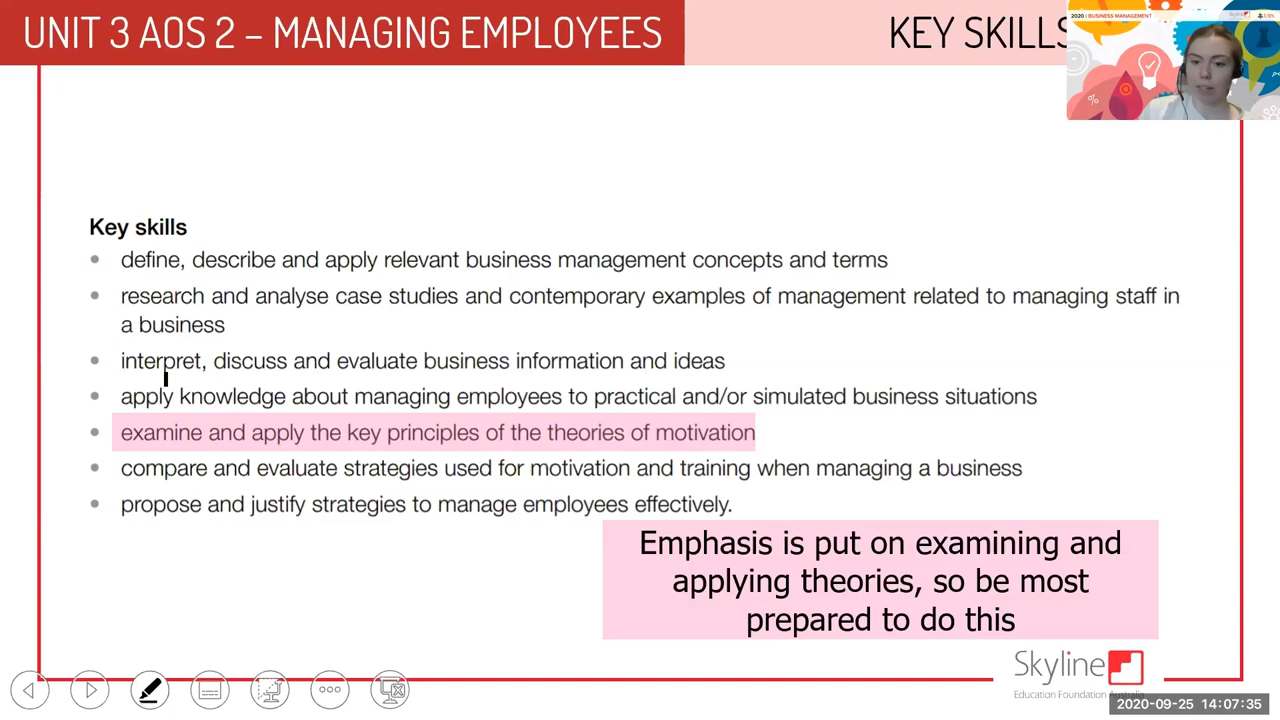 UNIT 3 AOS 2 – MANAGING EMPLOYEES
KEY SKILLS
2020 | BUSINESS MANAGEMENT
Skyline
Key skills
• define, describe and apply relevant business management concepts and terms
• research and analyse case studies and contemporary examples of management related to managing staff in
a business
• interpret, discuss and evaluate business information and ideas
• apply knowledge about managing employees to practical and/or simulated business situations
• examine and apply the key principles of the theories of motivation
• compare and evaluate strategies used for motivation and training when managing a business
• propose and justify strategies to manage employees effectively.
Emphasis is put on examining and
applying theories, so be most
prepared to do this
Skyline
Education Foundation Australia
2020-09-25 14:07:35